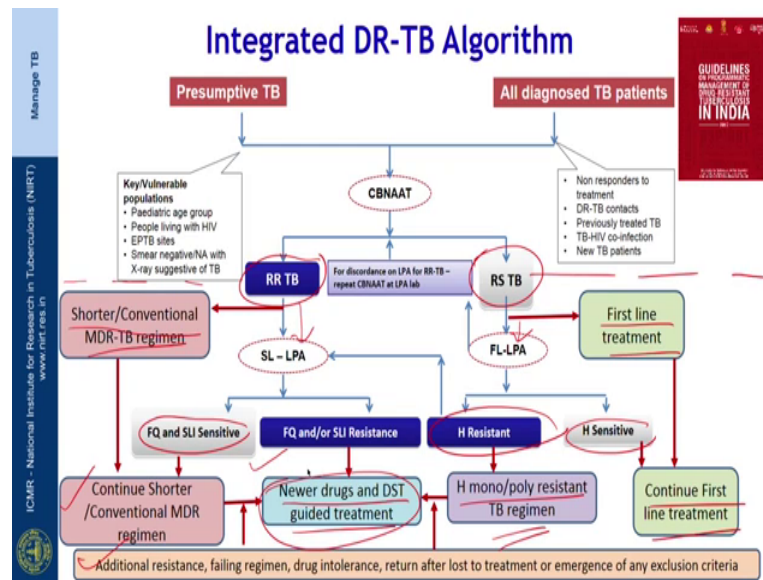 Integrated DR-TB Algorithm
Manage TB
ICMR - National Institute for Research in Tuberculosis (NIRT)
www.nirt.res.in
GUIDELINES
ON PROGRAMMATIC
MANAGEMENT OF
DRUG-RESISTANT
TUBERCULOSIS
IN INDIA
Presumptive TB
All diagnosed TB patients
Key/Vulnerable
populations
• Paediatric age group
• People living with HIV
• EPTB sites
• Smear negative/NA with
X-ray suggestive of TB
CBNAAT
• Non responders to
treatment
• DR-TB contacts
• Previously treated TB
• TB-HIV co-infection
• New TB patients
RR TB
For discordance on LPA for RR-TB –
repeat CBNAAT at LPA lab
RS TB
Shorter/Conventional
MDR-TB regimen
First line
treatment
SL – LPA
FL-LPA
FQ and SLI Sensitive
FQ and/or SLI Resistance
H Resistant
H Sensitive
Continue Shorter
/Conventional MDR
regimen
Newer drugs and DST
guided treatment
H mono/poly resistant
TB regimen
Continue First
line treatment
Additional resistance, failing regimen, drug intolerance, return after lost to treatment or emergence of any exclusion criteria